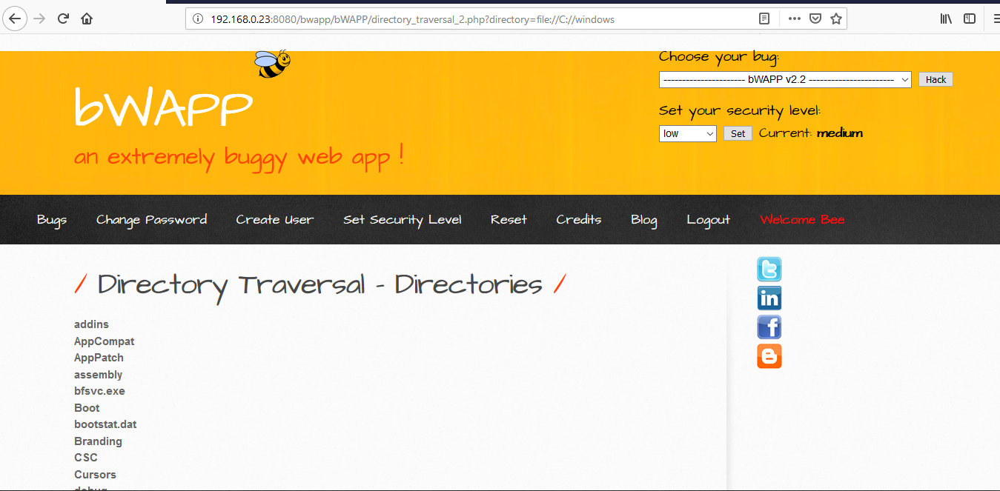 192.168.0.23:8080/bwapp/bWAPP/directory_traversal_2.php?directory=file://C://windows
Choose your bug:
---------------------- bWAPP v2.2 ----------------------- Hack
bWAPP
Set your security level:
low Set Current: medium
an extremely buggy web app !
Bugs Change Password Create User Set Security Level Reset Credits Blog Logout Welcome Bee
/ Directory Traversal - Directories /
addins
AppCompat
AppPatch
assembly
bfsvc.exe
Boot
bootstat.dat
Branding
CSC
Cursors
debug